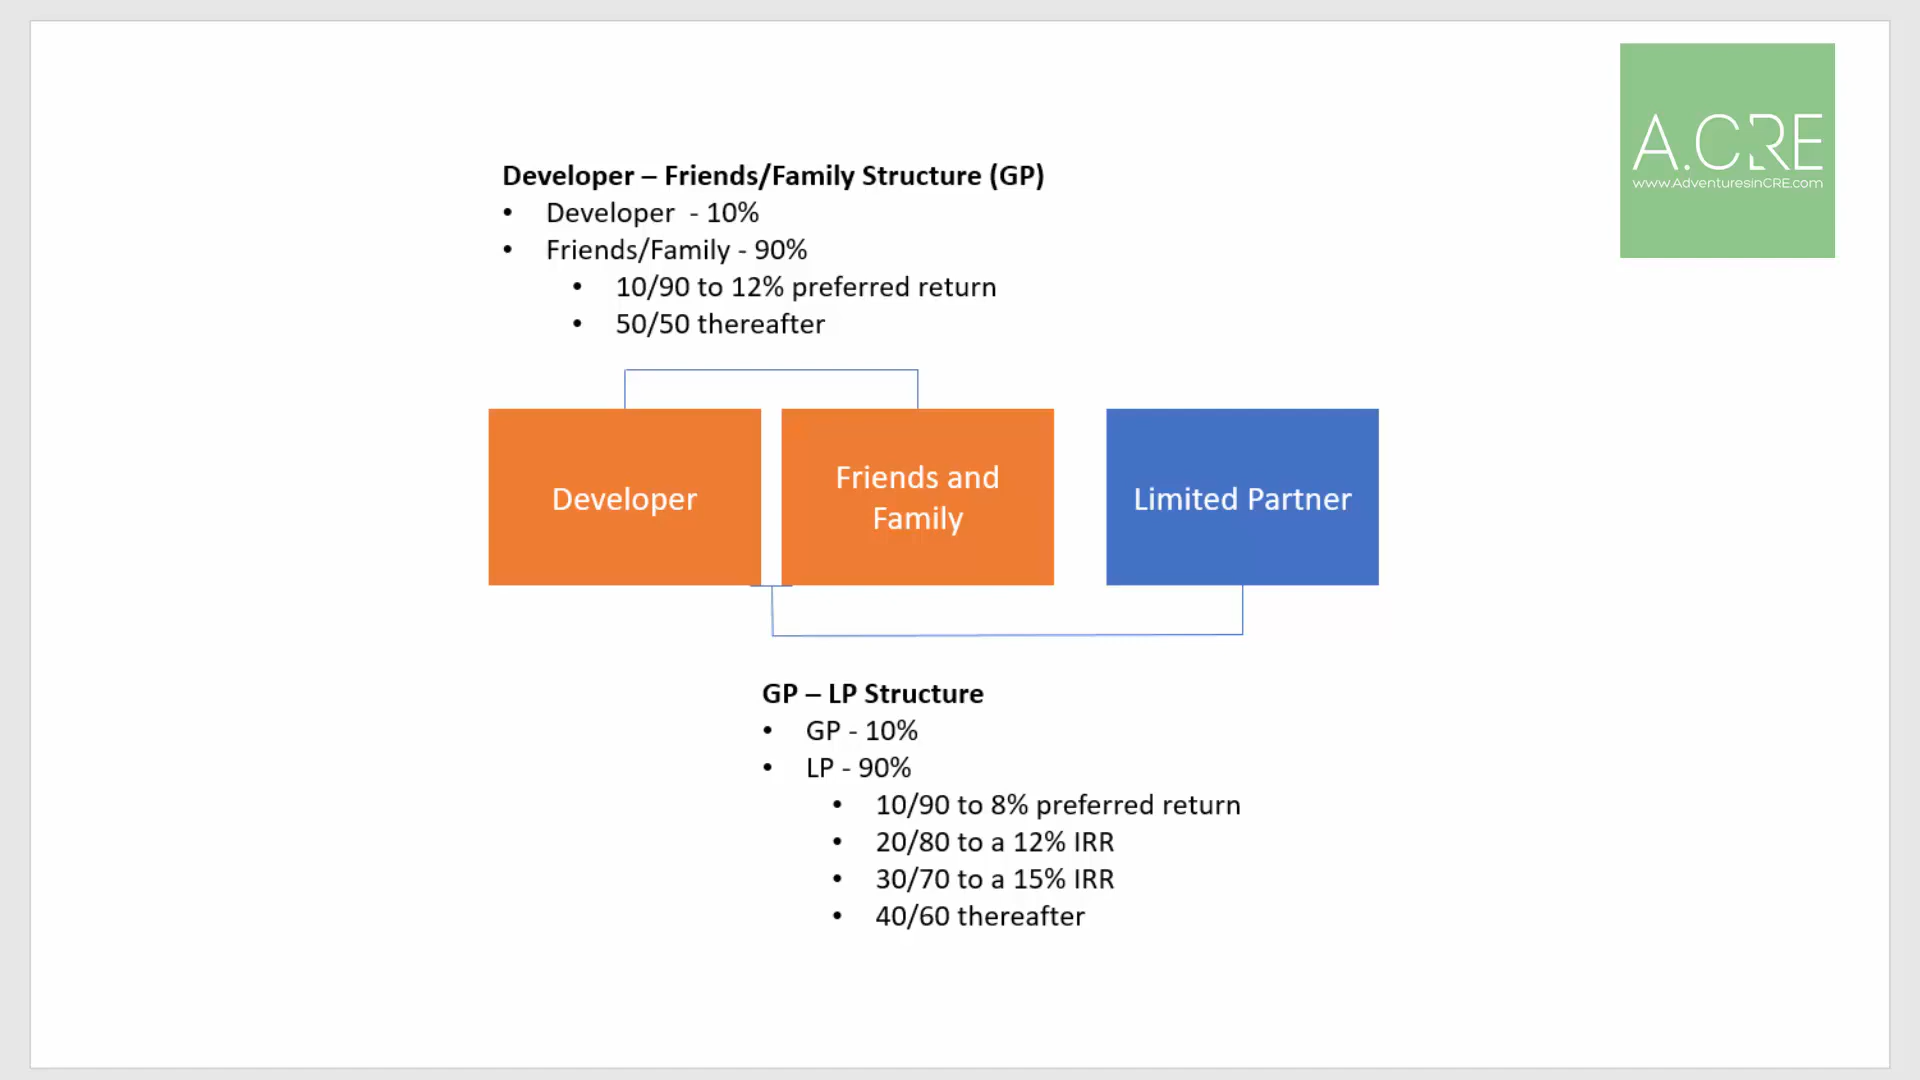 A.CRE
www.AdventuresinCRE.com
Developer – Friends/Family Structure (GP)
• Developer  - 10%
• Friends/Family - 90%
• 10/90 to 12% preferred return
• 50/50 thereafter
Developer
Friends and
Family
Limited Partner
GP – LP Structure
• GP - 10%
• LP - 90%
• 10/90 to 8% preferred return
• 20/80 to a 12% IRR
• 30/70 to a 15% IRR
• 40/60 thereafter